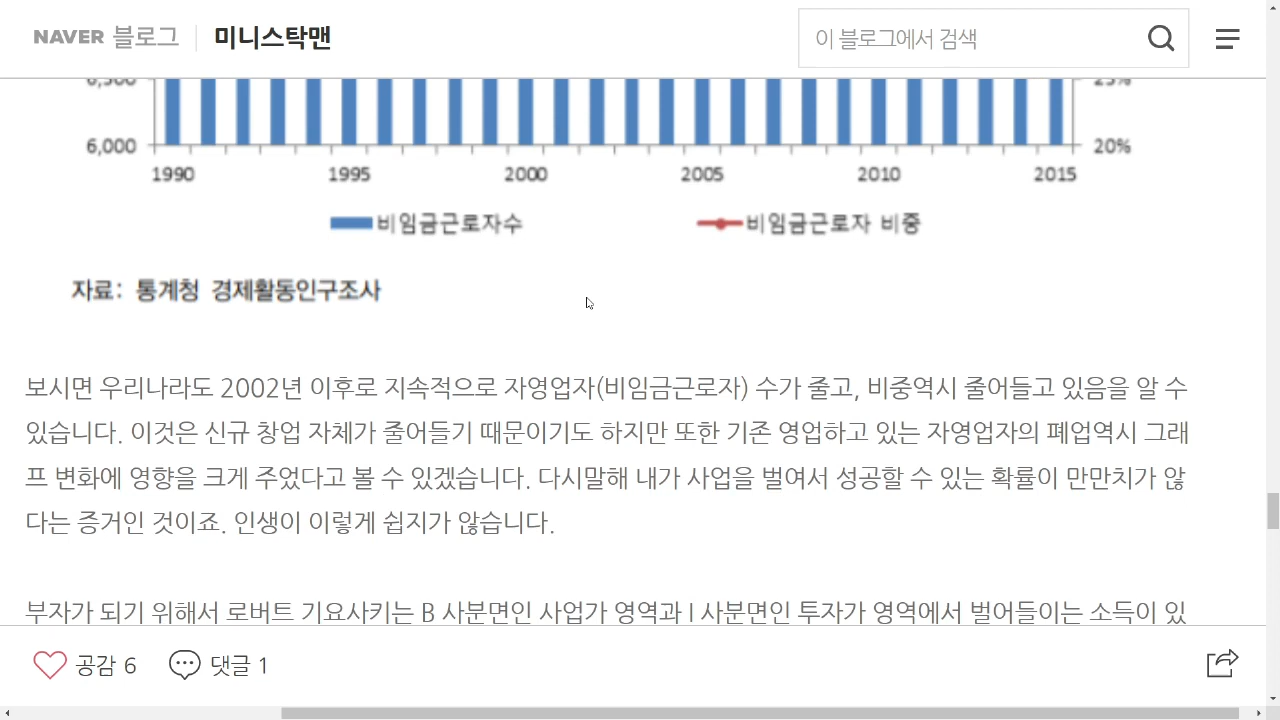 NAVER 블로그 미니스탁맨
이 블로그에서 검색
6,500 25%
6,000 20%
1990 1995 2000 2005 2010 2015
비임금근로자수 비임금근로자 비중
자료: 통계청 경제활동인구조사
보시면 우리나라도 2002년 이후로 지속적으로 자영업자(비임금근로자) 수가 줄고, 비중역시 줄어들고 있음을 알 수
있습니다. 이것은 신규 창업 자체가 줄어들기 때문이기도 하지만 또한 기존 영업하고 있는 자영업자의 폐업역시 그래
프 변화에 영향을 크게 주었다고 볼 수 있겠습니다. 다시말해 내가 사업을 벌여서 성공할 수 있는 확률이 만만치가 않
다는 증거인 것이죠. 인생이 이렇게 쉽지가 않습니다.
부자가 되기 위해서 로버트 기요사키는 B 사분면인 사업가 영역과 I 사분면인 투자가 영역에서 벌어들이는 소득이 있
공감 6 댓글 1